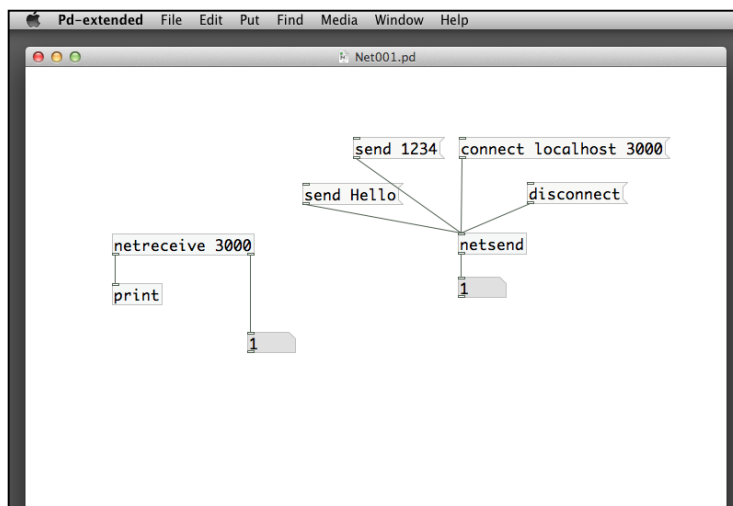 Pd-extended File Edit Put Find Media Window Help
Net001.pd
send 1234
connect localhost 3000
send Hello
disconnect
netreceive 3000
netsend
print
1
1